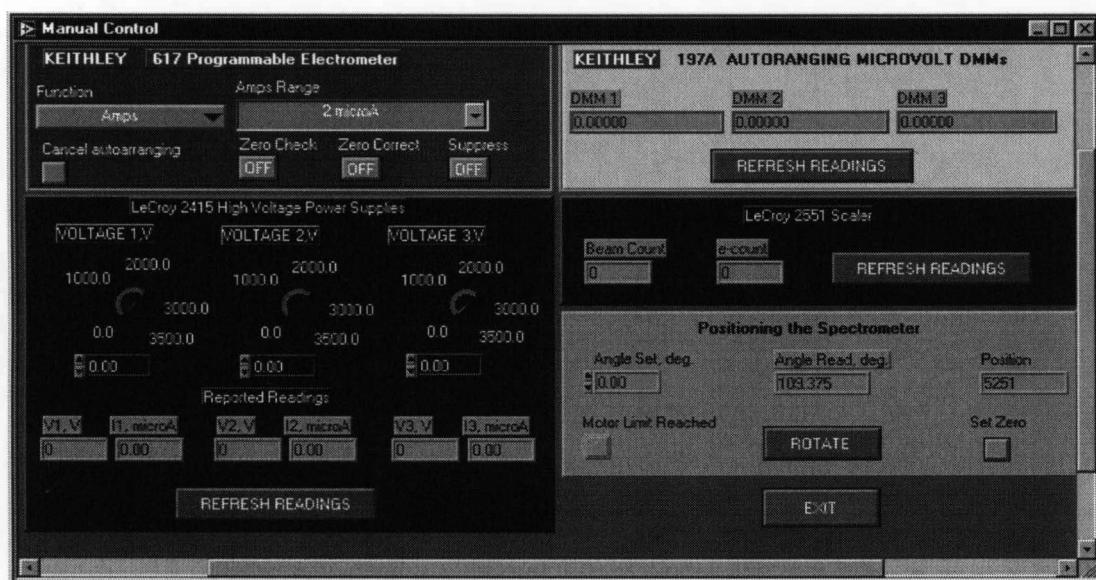 Manual Control
KEITHLEY 617 Programmable Electrometer
Function
Amps Range
Amps
2 microA
Cancel autoarranging
Zero Check Zero Correct Suppress
OFF OFF OFF
KEITHLEY 197A AUTORANGING MICROVOLT DMMs
DMM 1 DMM 2 DMM 3
0.00000 0.00000 0.00000
REFRESH READINGS
LeCroy 2415 High Voltage Power Supplies
VOLTAGE 1,V VOLTAGE 2,V VOLTAGE 3,V
1000.0 2000.0 1000.0 2000.0 1000.0 2000.0
3000.0 3000.0 3000.0
0.0 3500.0 0.0 3500.0 0.0 3500.0
0.00 0.00 0.00
Reported Readings
V1, V I1, microA V2, V I2, microA V3, V I3, microA
0 0.00 0 0.00 0 0.00
REFRESH READINGS
LeCroy 2551 Scaler
Beam Count e-count
0 0
REFRESH READINGS
Positioning the Spectrometer
Angle Set, deg. Angle Read, deg. Position
0.00 109.375 5251
Motor Limit Reached
ROTATE
Set Zero
EXIT